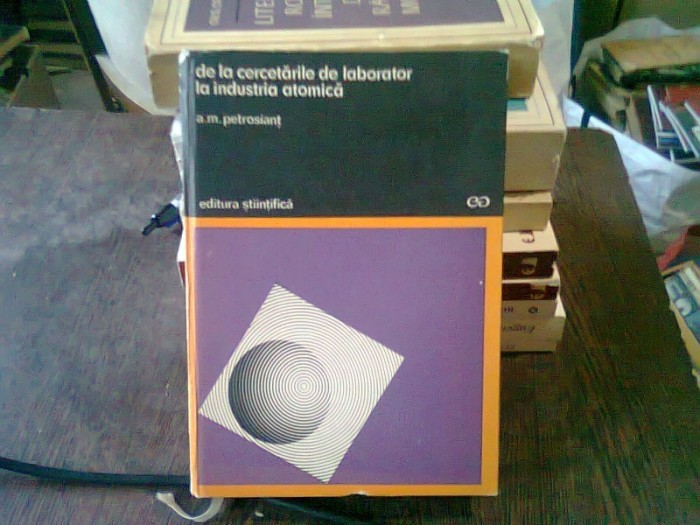 de la cercetările de laborator
la industria atomică
a.m. petrosianț
editura științifică